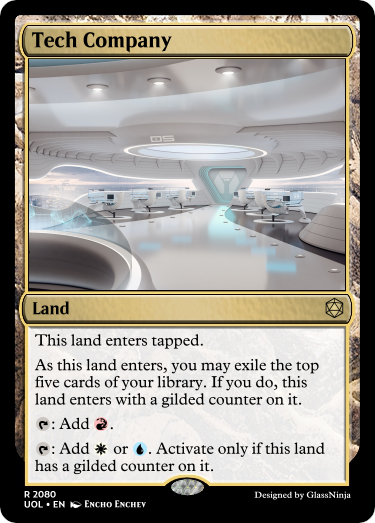 Tech Company
05
Land
This land enters tapped.
As this land enters, you may exile the top
five cards of your library. If you do, this
land enters with a gilded counter on it.
: Add .
: Add  or . Activate only if this land
has a gilded counter on it.
R 2080
UOL • EN Encho Enchev
Designed by GlassNinja